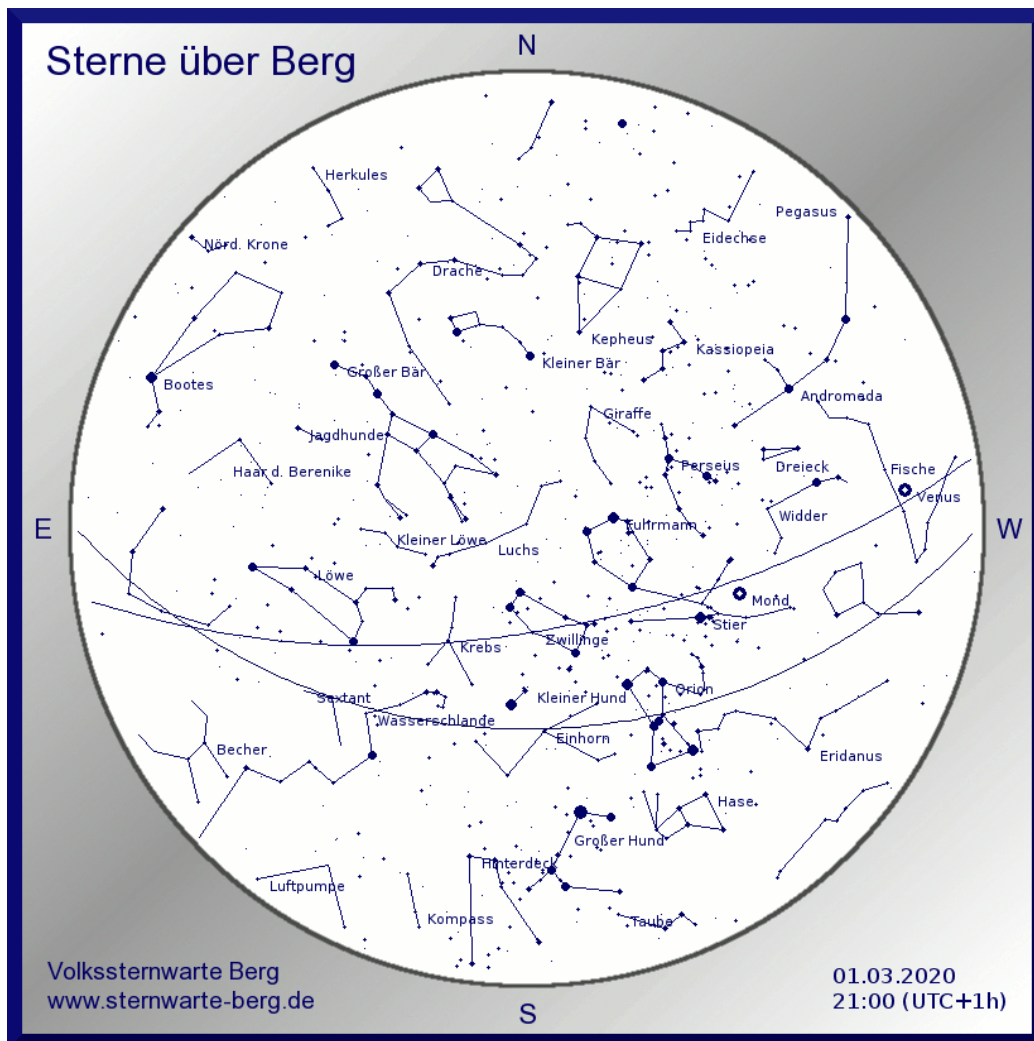 Sterne über Berg
N
Herkules
Pegasus
Nörd. Krone
Eidechse
Drache
Kepheus
Kassiopeia
Kleiner Bär
Großer Bär
Bootes
Andromeda
Giraffe
Jagdhunde
Haar d. Berenike
Perseus
Dreieck
Fische
Venus
Widder
E
Fuhrmann
W
Kleiner Löwe
Luchs
Löwe
Mond
Stier
Zwillinge
Krebs
Orion
Sextant
Kleiner Hund
Wasserschlange
Einhorn
Becher
Eridanus
Hase
Großer Hund
Hinterdeck
Luftpumpe
Kompass
Taube
Volkssternwarte Berg
www.sternwarte-berg.de
S
01.03.2020
21:00 (UTC+1h)